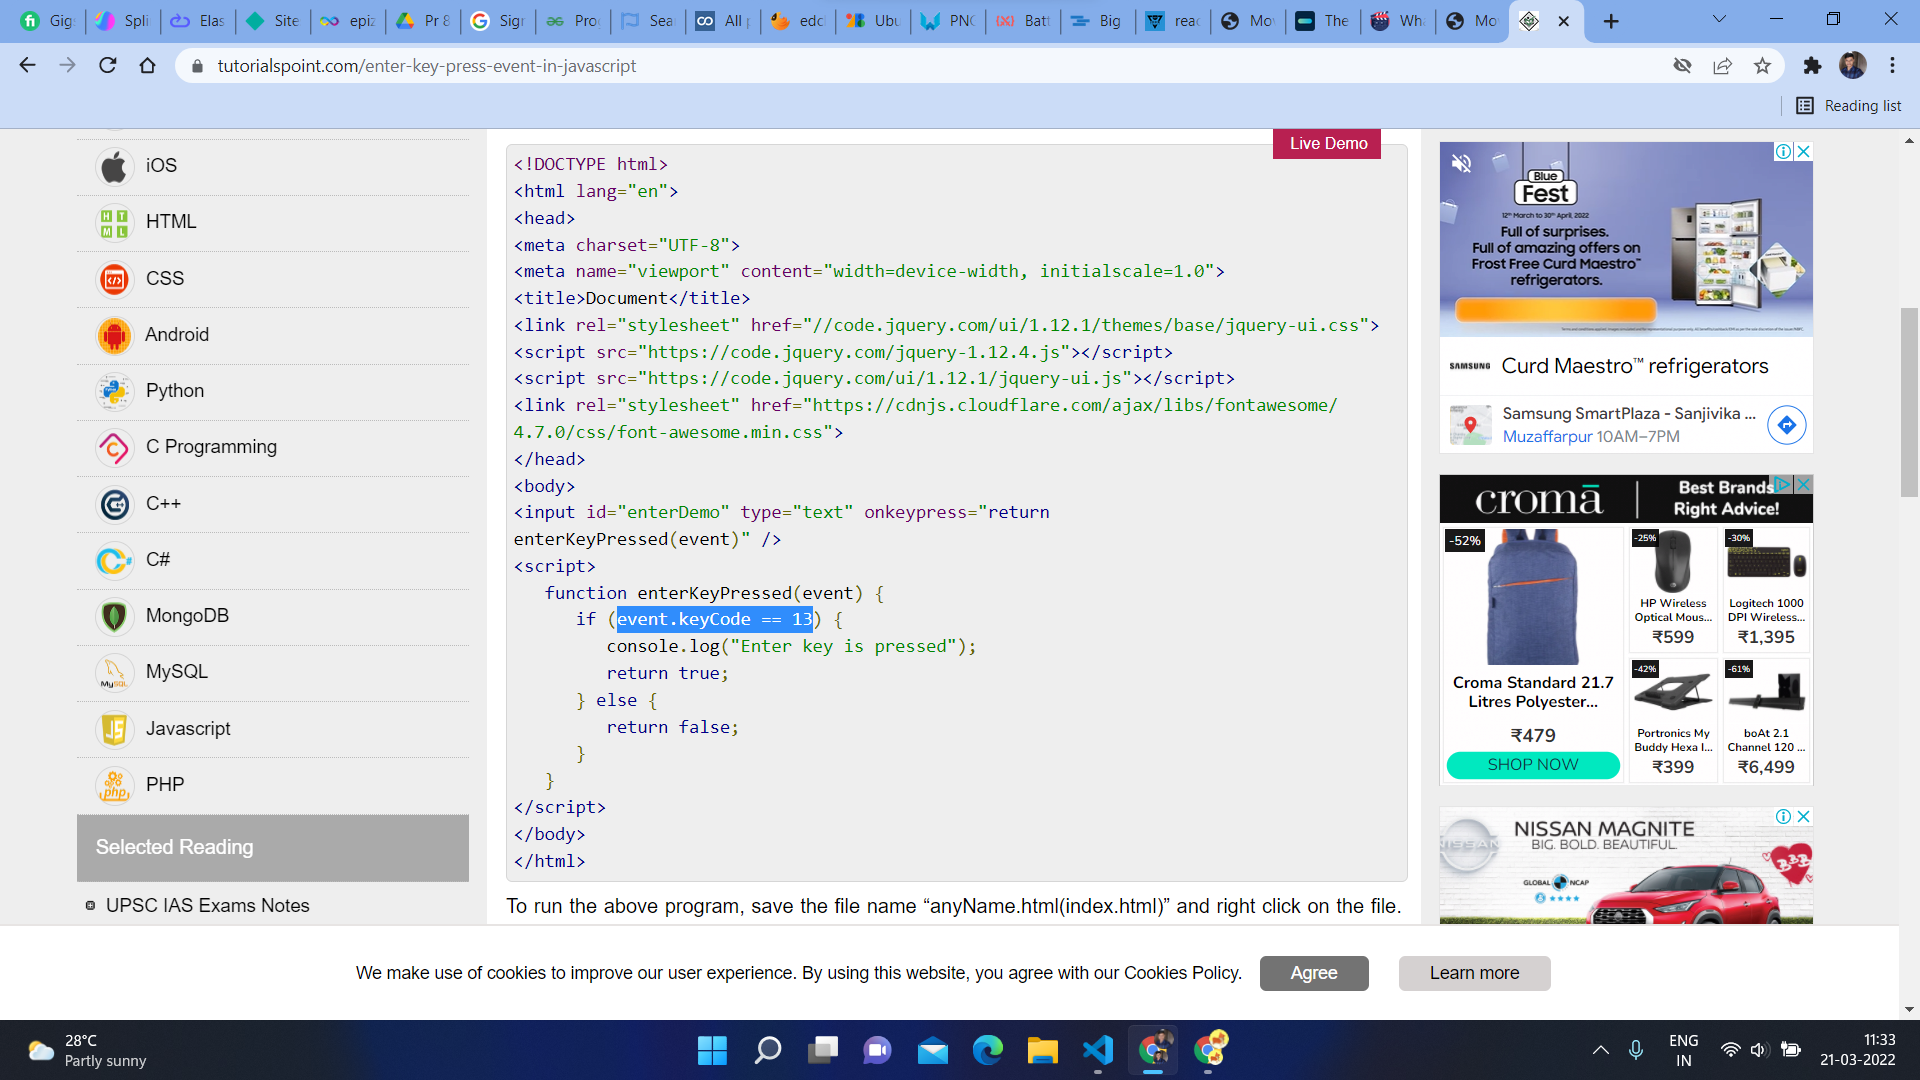 Gig
Spli
Elas
Site
epiz
Pr 8
Sign
Prog
Sea
All p
edcl
Ubu
PNC
Batt
Big
reac
Mov
The
Wha
Mo
tutorialspoint.com/enter-key-press-event-in-javascript
Reading list
iOS
HTML
CSS
Android
Python
C Programming
C++
C#
MongoDB
MySQL
Javascript
PHP
Selected Reading
UPSC IAS Exams Notes
Live Demo
<!DOCTYPE html>
<html lang="en">
<head>
<meta charset="UTF-8">
<meta name="viewport" content="width=device-width, initialscale=1.0">
<title>Document</title>
<link rel="stylesheet" href="//code.jquery.com/ui/1.12.1/themes/base/jquery-ui.css">
<script src="https://code.jquery.com/jquery-1.12.4.js"></script>
<script src="https://code.jquery.com/ui/1.12.1/jquery-ui.js"></script>
<link rel="stylesheet" href="https://cdnjs.cloudflare.com/ajax/libs/fontawesome/
4.7.0/css/font-awesome.min.css">
</head>
<body>
<input id="enterDemo" type="text" onkeypress="return
enterKeyPressed(event)" />
<script>
function enterKeyPressed(event) {
if (event.keyCode == 13) {
console.log("Enter key is pressed");
return true;
} else {
return false;
}
}
</script>
</body>
</html>
To run the above program, save the file name “anyName.html(index.html)” and right click on the file.
Blue
Fest
12th March to 30th April, 2022
Full of surprises.
Full of amazing offers on
Frost Free Curd Maestro™
refrigerators.
SAMSUNG Curd Maestro™ refrigerators
Samsung SmartPlaza - Sanjivika ...
Muzaffarpur 10AM–7PM
croma
Best Brands
Right Advice!
-52%
Croma Standard 21.7
Litres Polyester...
₹479
SHOP NOW
-25%
HP Wireless
Optical Mous...
₹599
-30%
Logitech 1000
DPI Wireless...
₹1,395
-42%
Portronics My
Buddy Hexa I...
₹399
-61%
boAt 2.1
Channel 120 ...
₹6,499
NISSAN
NISSAN MAGNITE
BIG. BOLD. BEAUTIFUL.
GLOBAL NCAP
We make use of cookies to improve our user experience. By using this website, you agree with our Cookies Policy.
Agree
Learn more
28°C
Partly sunny
ENG
IN
11:33
21-03-2022